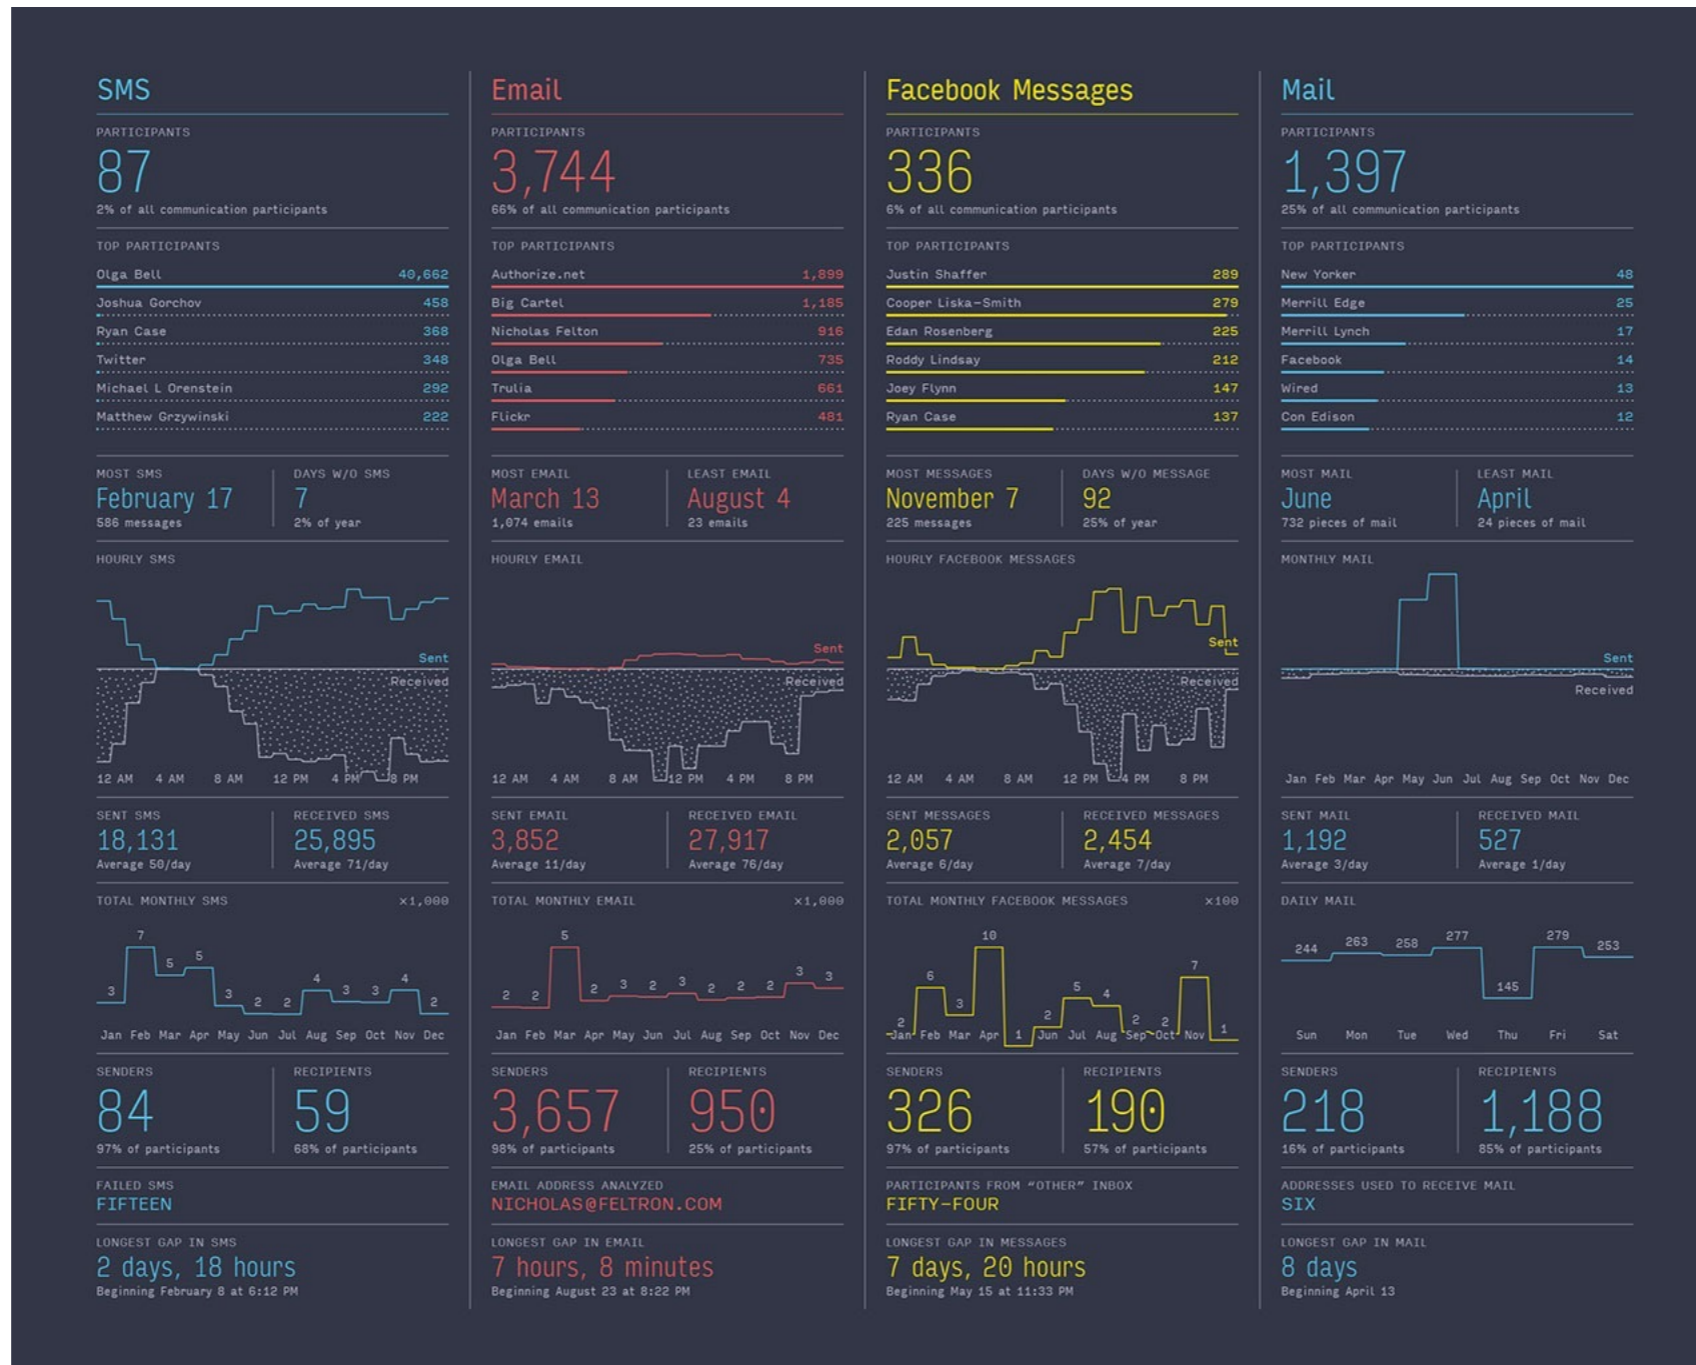 SMS
PARTICIPANTS
87
2% of all communication participants
TOP PARTICIPANTS
Olga Bell 40,662
Joshua Gorchov 458
Ryan Case 368
Twitter 348
Michael L Orenstein 292
Matthew Grzywinski 222
MOST SMS
February 17
586 messages
DAYS W/O SMS
7
2% of year
HOURLY SMS
Sent
Received
12 AM 4 AM 8 AM 12 PM 4 PM 8 PM
SENT SMS
18,131
Average 50/day
RECEIVED SMS
25,895
Average 71/day
TOTAL MONTHLY SMS ×1,000
3 7 5 5 3 2 2 4 3 3 4 2
Jan Feb Mar Apr May Jun Jul Aug Sep Oct Nov Dec
SENDERS
84
97% of participants
RECIPIENTS
59
68% of participants
FAILED SMS
FIFTEEN
LONGEST GAP IN SMS
2 days, 18 hours
Beginning February 8 at 6:12 PM
Email
PARTICIPANTS
3,744
66% of all communication participants
TOP PARTICIPANTS
Authorize.net 1,899
Big Cartel 1,185
Nicholas Felton 916
Olga Bell 735
Trulia 661
Flickr 481
MOST EMAIL
March 13
1,074 emails
LEAST EMAIL
August 4
23 emails
HOURLY EMAIL
Sent
Received
12 AM 4 AM 8 AM 12 PM 4 PM 8 PM
SENT EMAIL
3,852
Average 11/day
RECEIVED EMAIL
27,917
Average 76/day
TOTAL MONTHLY EMAIL ×1,000
2 2 5 2 3 2 3 2 2 2 3 3
Jan Feb Mar Apr May Jun Jul Aug Sep Oct Nov Dec
SENDERS
3,657
98% of participants
RECIPIENTS
950
25% of participants
EMAIL ADDRESS ANALYZED
NICHOLAS@FELTRON.COM
LONGEST GAP IN EMAIL
7 hours, 8 minutes
Beginning August 23 at 8:22 PM
Facebook Messages
PARTICIPANTS
336
6% of all communication participants
TOP PARTICIPANTS
Justin Shaffer 289
Cooper Liska-Smith 279
Edan Rosenberg 225
Roddy Lindsay 212
Joey Flynn 147
Ryan Case 137
MOST MESSAGES
November 7
225 messages
DAYS W/O MESSAGE
92
25% of year
HOURLY FACEBOOK MESSAGES
Sent
Received
12 AM 4 AM 8 AM 12 PM 4 PM 8 PM
SENT MESSAGES
2,057
Average 6/day
RECEIVED MESSAGES
2,454
Average 7/day
TOTAL MONTHLY FACEBOOK MESSAGES ×100
2 6 3 10 1 2 5 4 2 2 7 1
Jan Feb Mar Apr Jun Jul Aug Sep Oct Nov
SENDERS
326
97% of participants
RECIPIENTS
190
57% of participants
PARTICIPANTS FROM “OTHER” INBOX
FIFTY-FOUR
LONGEST GAP IN MESSAGES
7 days, 20 hours
Beginning May 15 at 11:33 PM
Mail
PARTICIPANTS
1,397
25% of all communication participants
TOP PARTICIPANTS
New Yorker 48
Merrill Edge 25
Merrill Lynch 17
Facebook 14
Wired 13
Con Edison 12
MOST MAIL
June
732 pieces of mail
LEAST MAIL
April
24 pieces of mail
MONTHLY MAIL
Sent
Received
Jan Feb Mar Apr May Jun Jul Aug Sep Oct Nov Dec
SENT MAIL
1,192
Average 3/day
RECEIVED MAIL
527
Average 1/day
DAILY MAIL
244 263 258 277 145 279 253
Sun Mon Tue Wed Thu Fri Sat
SENDERS
218
16% of participants
RECIPIENTS
1,188
85% of participants
ADDRESSES USED TO RECEIVE MAIL
SIX
LONGEST GAP IN MAIL
8 days
Beginning April 13